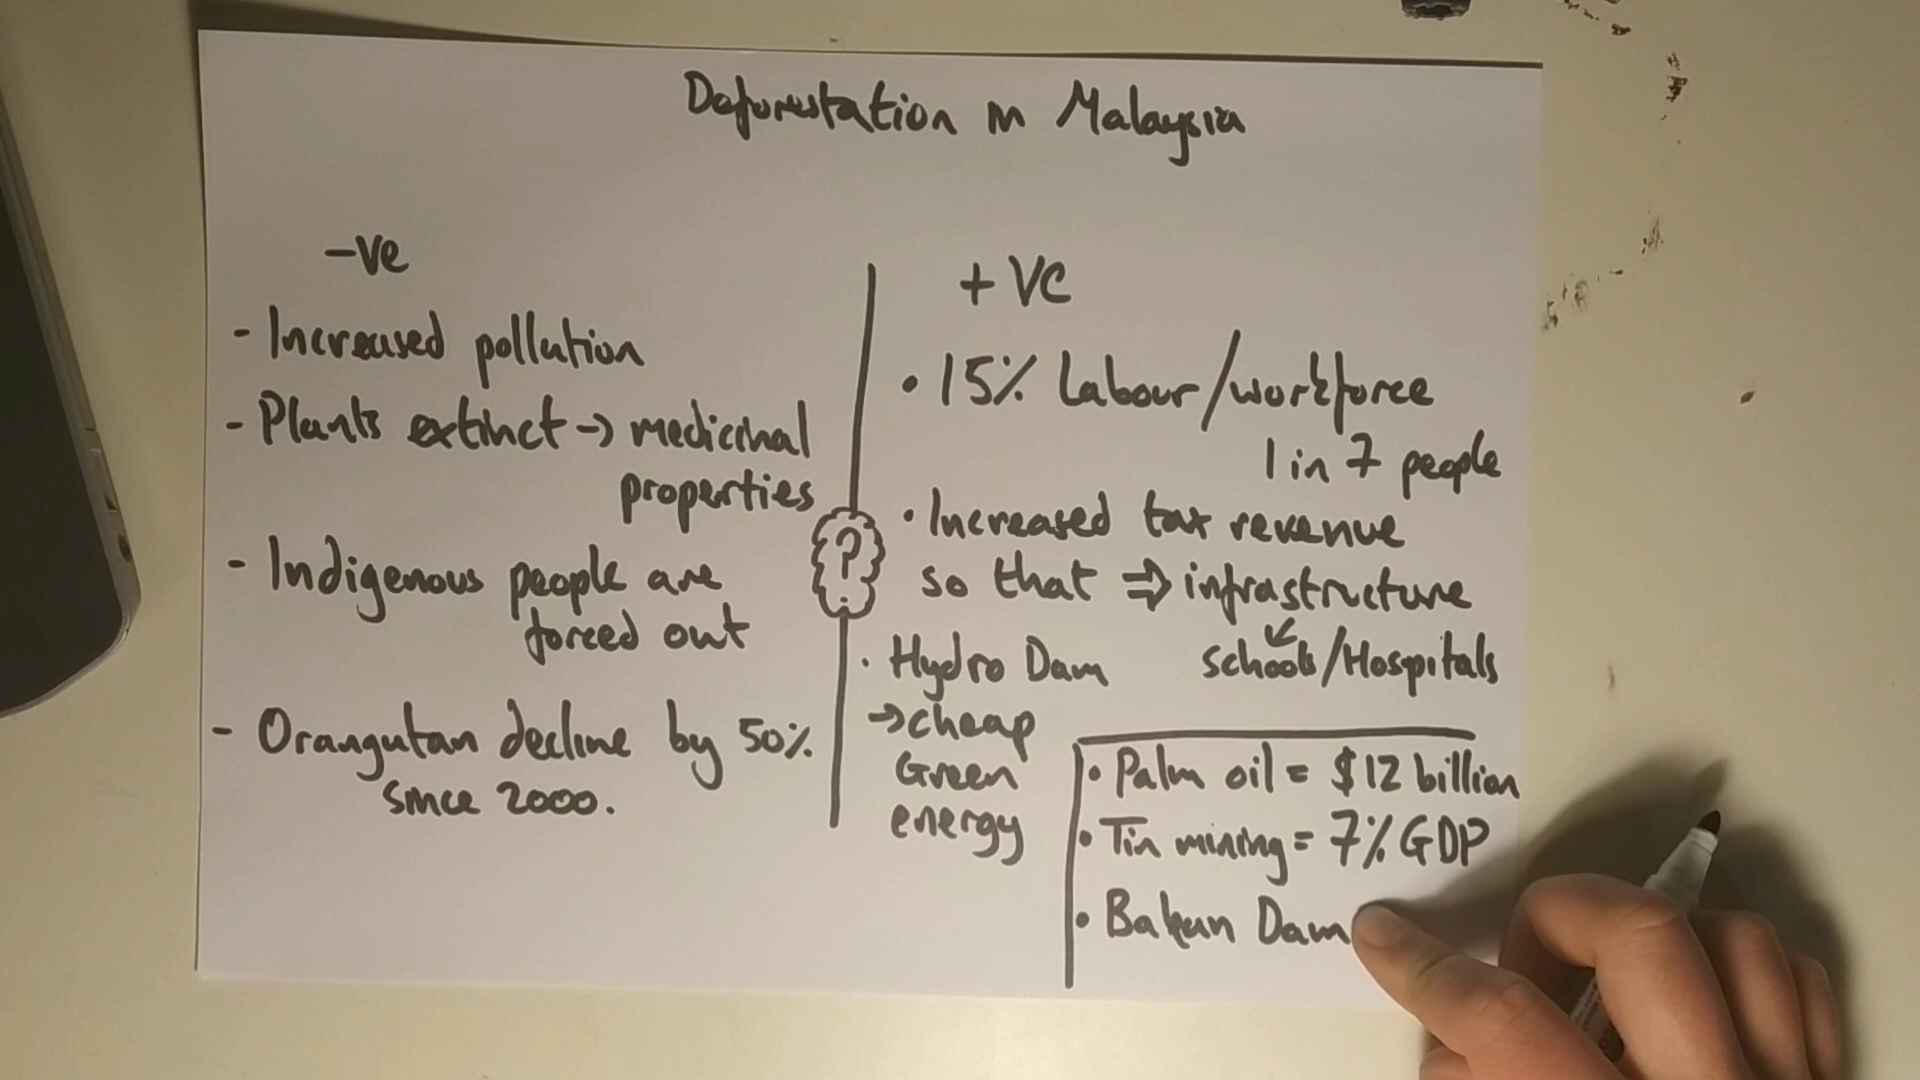 Deforestation in Malaysia
-ve
- Increased pollution
- Plants extinct → medicinal
properties
- Indigenous people are
forced out
- Orangutan decline by 50%
since 2000.
?
+ve
• 15% Labour/workforce
1 in 7 people
• Increased tax revenue
so that ⇒ infrastructure
↙
schools/Hospitals
• Hydro Dam
→ cheap
Green
energy
• Palm oil = $12 billion
• Tin mining = 7% GDP
• Bakun Dam